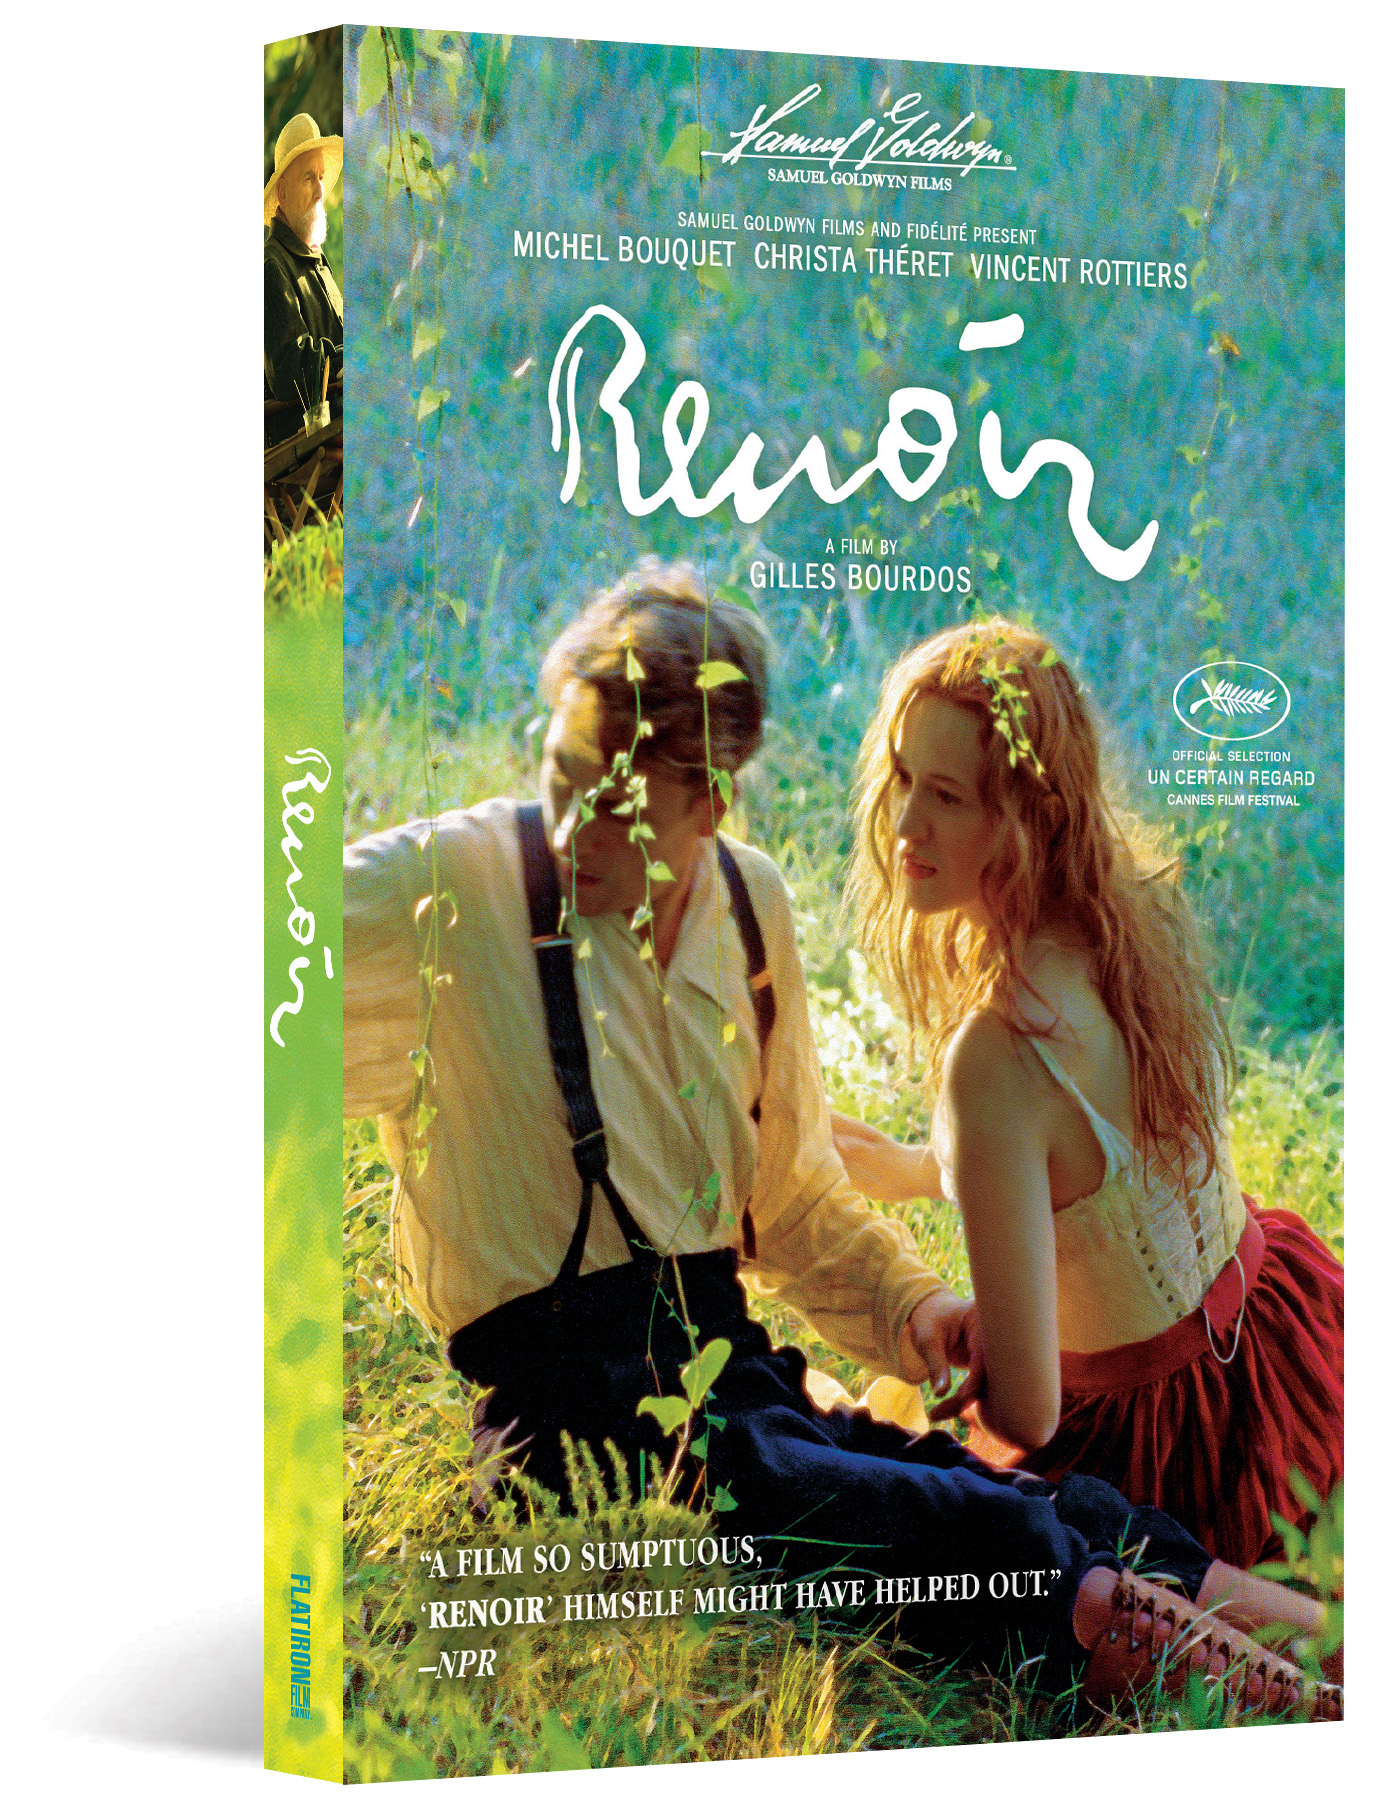 Samuel Goldwyn®
SAMUEL GOLDWYN FILMS
SAMUEL GOLDWYN FILMS AND FIDÉLITÉ PRESENT
MICHEL BOUQUET CHRISTA THÉRET VINCENT ROTTIERS
Renoir
A FILM BY
GILLES BOURDOS
OFFICIAL SELECTION
UN CERTAIN REGARD
CANNES FILM FESTIVAL
“A FILM SO SUMPTUOUS,
‘RENOIR’ HIMSELF MIGHT HAVE HELPED OUT.”
–NPR
Renoir
FLATIRON
FILM
COMPANY